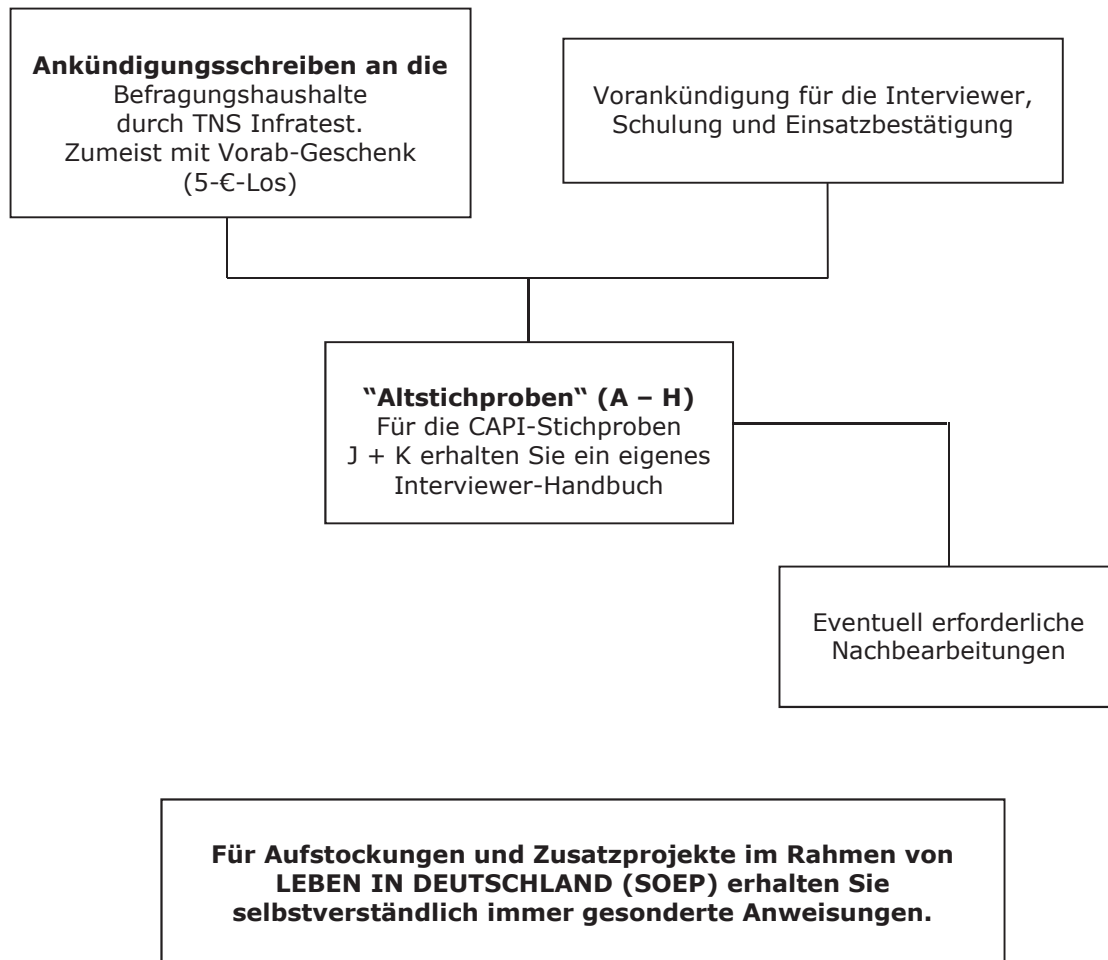 Ankündigungsschreiben an die
Befragungshaushalte
durch TNS Infratest.
Zumeist mit Vorab-Geschenk
(5-€-Los)
Vorankündigung für die Interviewer,
Schulung und Einsatzbestätigung
“Altstichproben“ (A – H)
Für die CAPI-Stichproben
J + K erhalten Sie ein eigenes
Interviewer-Handbuch
Eventuell erforderliche
Nachbearbeitungen
Für Aufstockungen und Zusatzprojekte im Rahmen von
LEBEN IN DEUTSCHLAND (SOEP) erhalten Sie
selbstverständlich immer gesonderte Anweisungen.